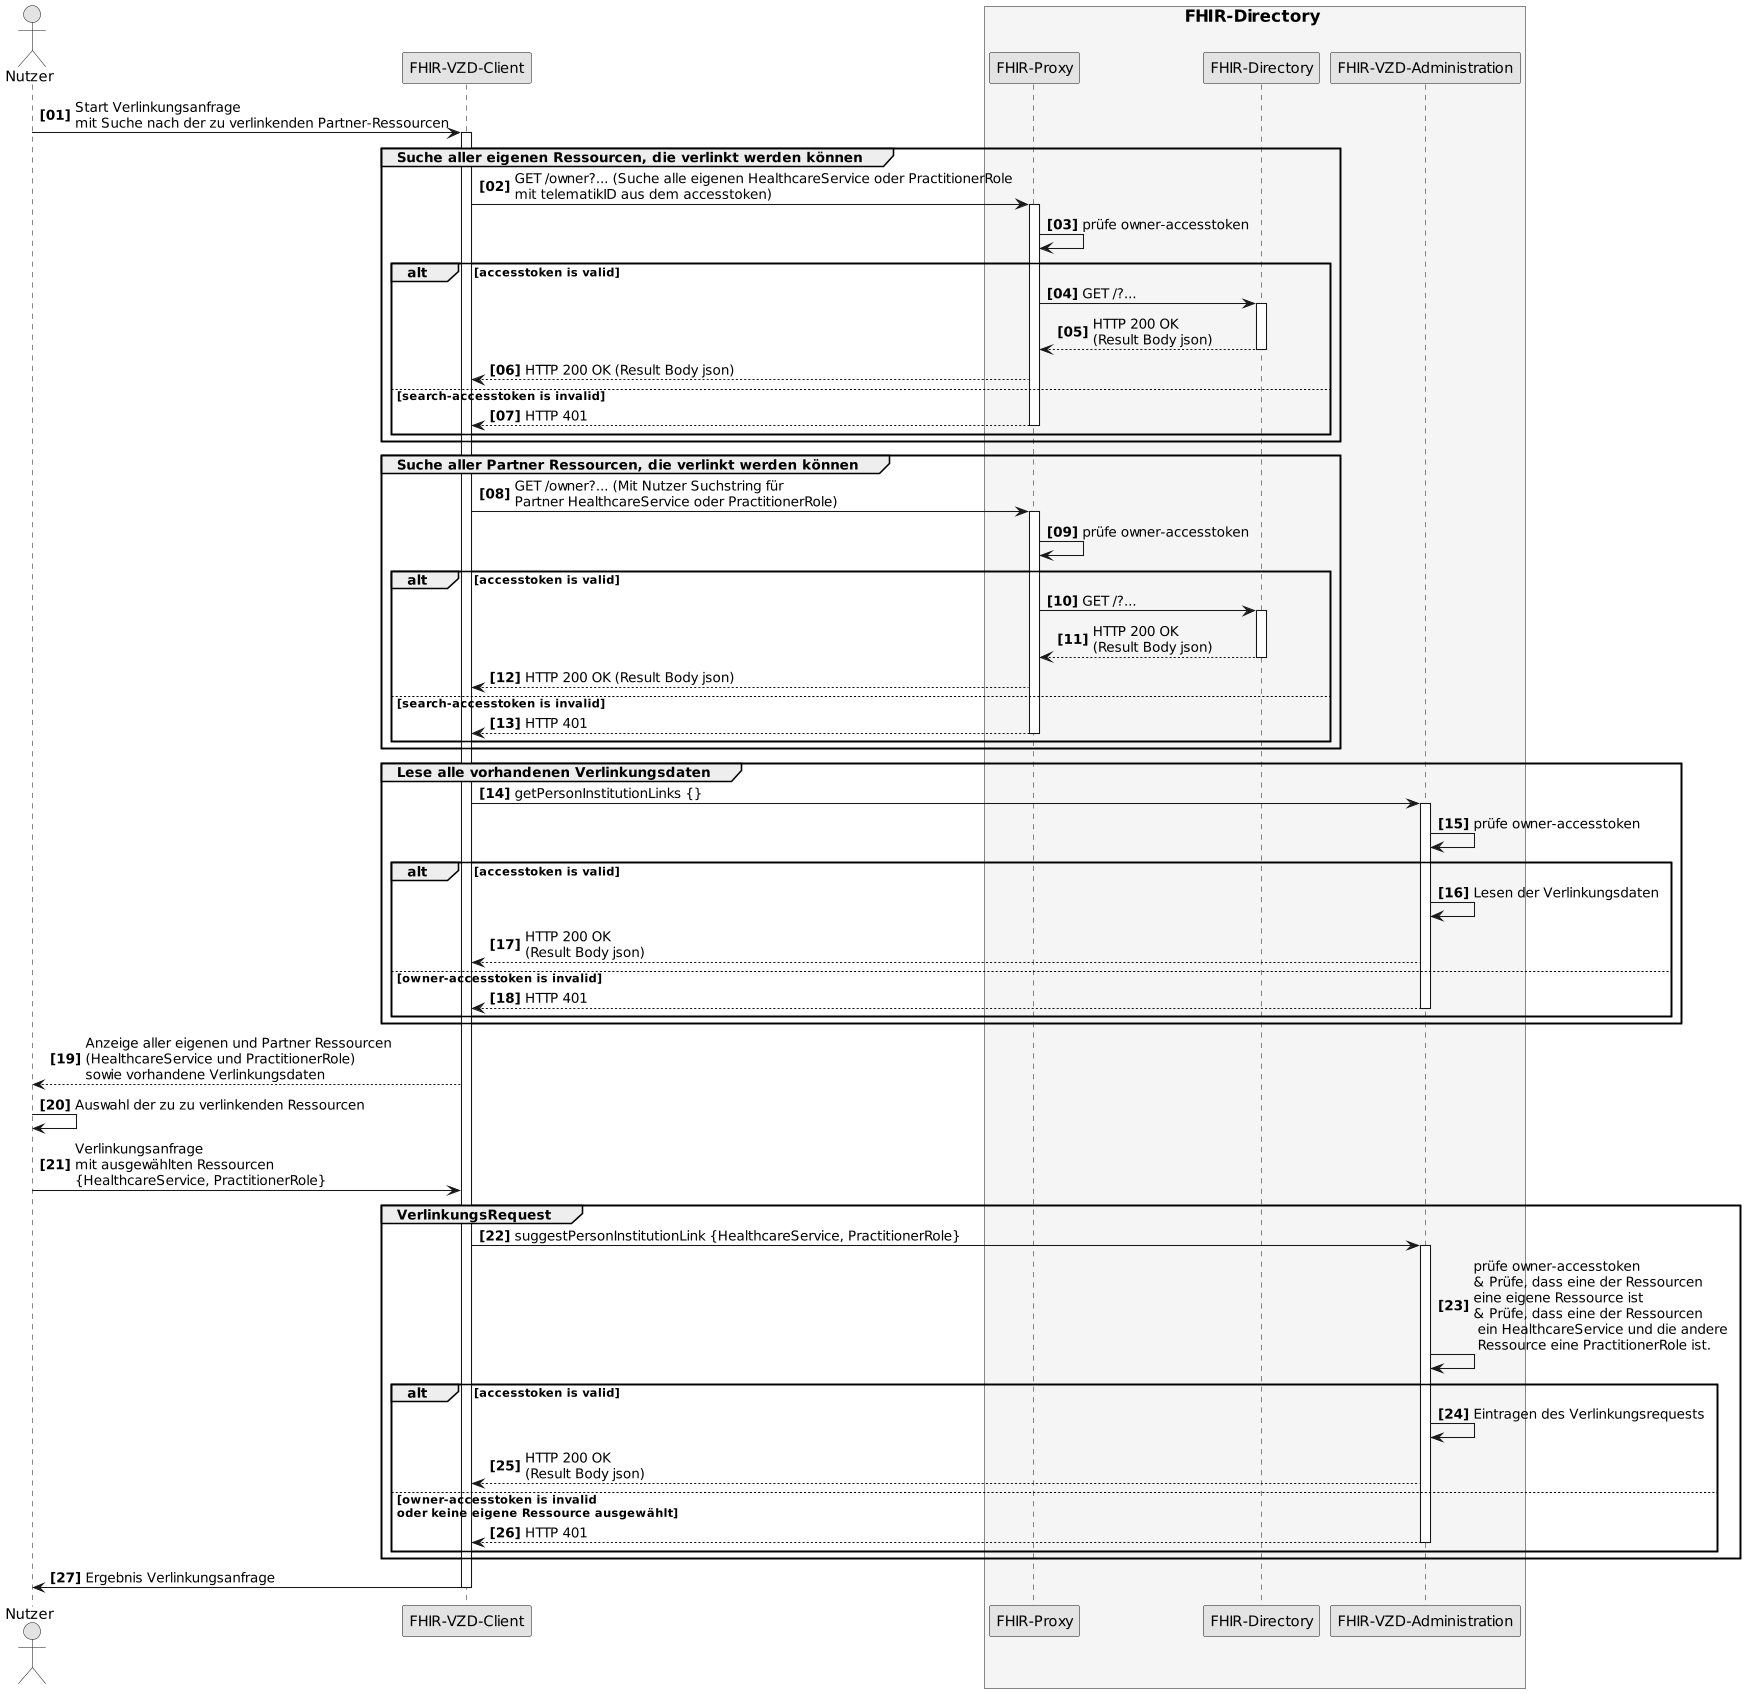 FHIR-Directory
Nutzer
FHIR-VZD-Client
FHIR-Proxy
FHIR-Directory
FHIR-VZD-Administration
[01] Start Verlinkungsanfrage
mit Suche nach der zu verlinkenden Partner-Ressourcen
Suche aller eigenen Ressourcen, die verlinkt werden können
[02] GET /owner?... (Suche alle eigenen HealthcareService oder PractitionerRole
mit telematikID aus dem accesstoken)
[03] prüfe owner-accesstoken
alt [accesstoken is valid]
[04] GET /?...
[05] HTTP 200 OK
(Result Body json)
[06] HTTP 200 OK (Result Body json)
[search-accesstoken is invalid]
[07] HTTP 401
Suche aller Partner Ressourcen, die verlinkt werden können
[08] GET /owner?... (Mit Nutzer Suchstring für
Partner HealthcareService oder PractitionerRole)
[09] prüfe owner-accesstoken
alt [accesstoken is valid]
[10] GET /?...
[11] HTTP 200 OK
(Result Body json)
[12] HTTP 200 OK (Result Body json)
[search-accesstoken is invalid]
[13] HTTP 401
Lese alle vorhandenen Verlinkungsdaten
[14] getPersonInstitutionLinks {}
[15] prüfe owner-accesstoken
alt [accesstoken is valid]
[16] Lesen der Verlinkungsdaten
[17] HTTP 200 OK
(Result Body json)
[owner-accesstoken is invalid]
[18] HTTP 401
[19] Anzeige aller eigenen und Partner Ressourcen
(HealthcareService und PractitionerRole)
sowie vorhandene Verlinkungsdaten
[20] Auswahl der zu zu verlinkenden Ressourcen
[21] Verlinkungsanfrage
mit ausgewählten Ressourcen
{HealthcareService, PractitionerRole}
VerlinkungsRequest
[22] suggestPersonInstitutionLink {HealthcareService, PractitionerRole}
[23] prüfe owner-accesstoken
& Prüfe, dass eine der Ressourcen
eine eigene Ressource ist
& Prüfe, dass eine der Ressourcen
ein HealthcareService und die andere
Ressource eine PractitionerRole ist.
alt [accesstoken is valid]
[24] Eintragen des Verlinkungsrequests
[25] HTTP 200 OK
(Result Body json)
[owner-accesstoken is invalid
oder keine eigene Ressource ausgewählt]
[26] HTTP 401
[27] Ergebnis Verlinkungsanfrage
Nutzer
FHIR-VZD-Client
FHIR-Proxy
FHIR-Directory
FHIR-VZD-Administration